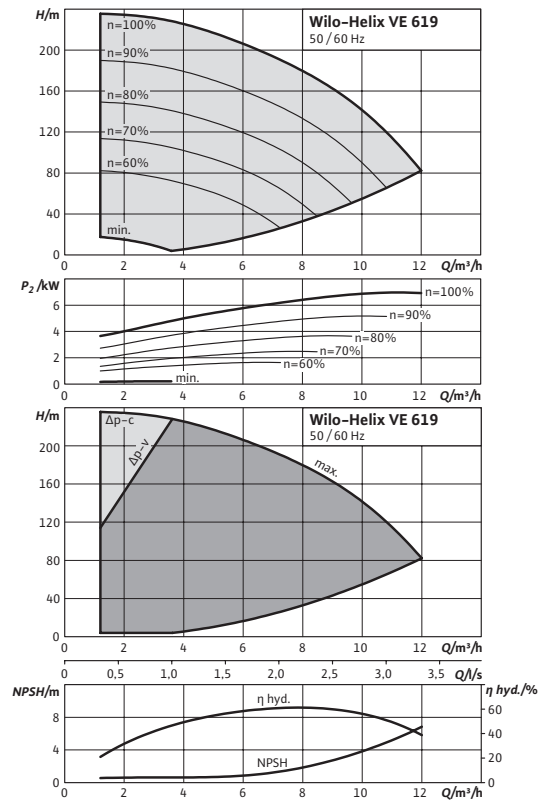 H/m
Wilo-Helix VE 619
50 / 60 Hz
n=100%
n=90%
n=80%
n=70%
n=60%
min.
200
160
120
80
40
0
0 2 4 6 8 10 12 Q/m³/h
P2 /kW
n=100%
n=90%
n=80%
n=70%
n=60%
min.
6
4
2
0
0 2 4 6 8 10 12 Q/m³/h
H/m
Wilo-Helix VE 619
50 / 60 Hz
Δp-c
Δp-v
max.
200
160
120
80
40
0
0 2 4 6 8 10 12 Q/m³/h
0 0,5 1,0 1,5 2,0 2,5 3,0 3,5 Q/l/s
NPSH/m
η hyd./%
η hyd.
NPSH
8
4
0
60
40
20
0
0 2 4 6 8 10 12 Q/m³/h